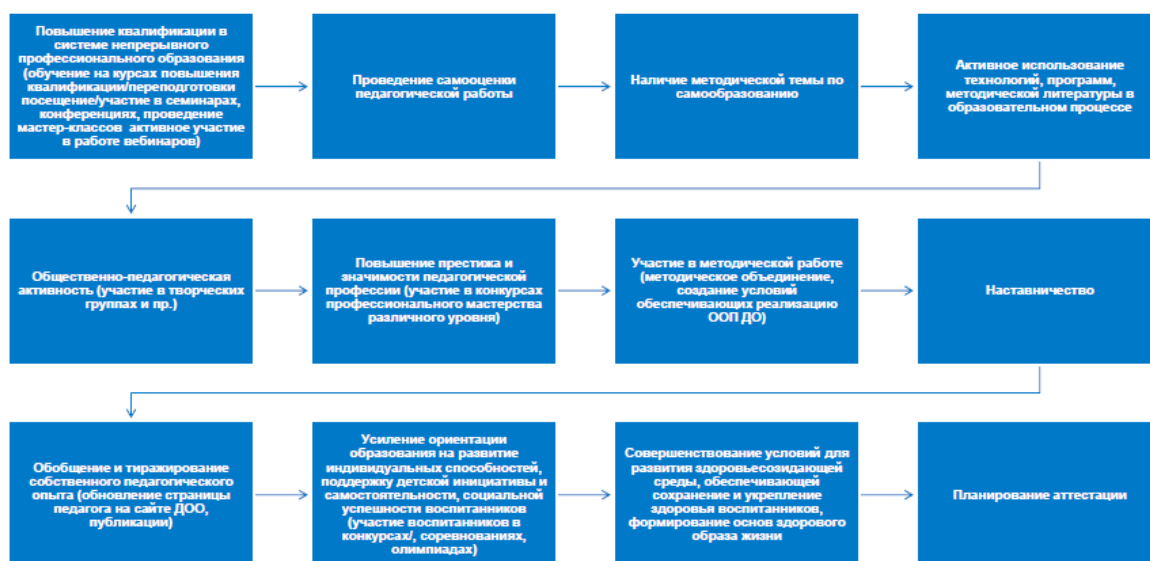 Повышение квалификации в
системе непрерывного
профессионального образования
(обучение на курсах повышения
квалификации/переподготовки
посещение/участие в семинарах,
конференциях, проведение
мастер-классов активное участие
в работе вебинаров)
Проведение самооценки
педагогической работы
Наличие методической темы по
самообразованию
Активное использование
технологий, программ,
методической литературы в
образовательном процессе
Общественно-педагогическая
активность (участие в творческих
группах и пр.)
Повышение престижа и
значимости педагогической
профессии (участие в конкурсах
профессионального мастерства
различного уровня)
Участие в методической работе
(методическое объединение,
создание условий
обеспечивающих реализацию
ООП ДО)
Наставничество
Обобщение и тиражирование
собственного педагогического
опыта (обновление страницы
педагога на сайте ДОО,
публикации)
Усиление ориентации
образования на развитие
индивидуальных способностей,
поддержку детской инициативы и
самостоятельности, социальной
успешности воспитанников
(участие воспитанников в
конкурсах/, соревнованиях,
олимпиадах)
Совершенствование условий для
развития здоровьесозидающей
среды, обеспечивающей
сохранение и укрепление
здоровья воспитанников,
формирование основ здорового
образа жизни
Планирование аттестации